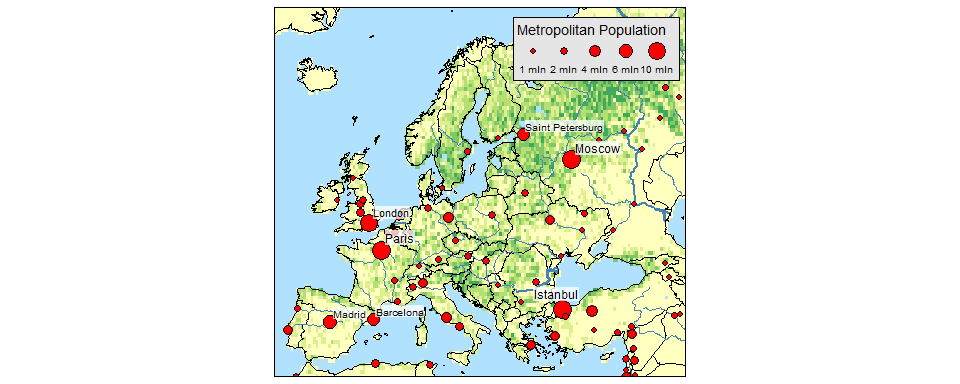 Metropolitan Population
1 mln 2 mln 4 mln 6 mln 10 mln
Saint Petersburg
Moscow
London
Paris
Istanbul
Madrid
Barcelona